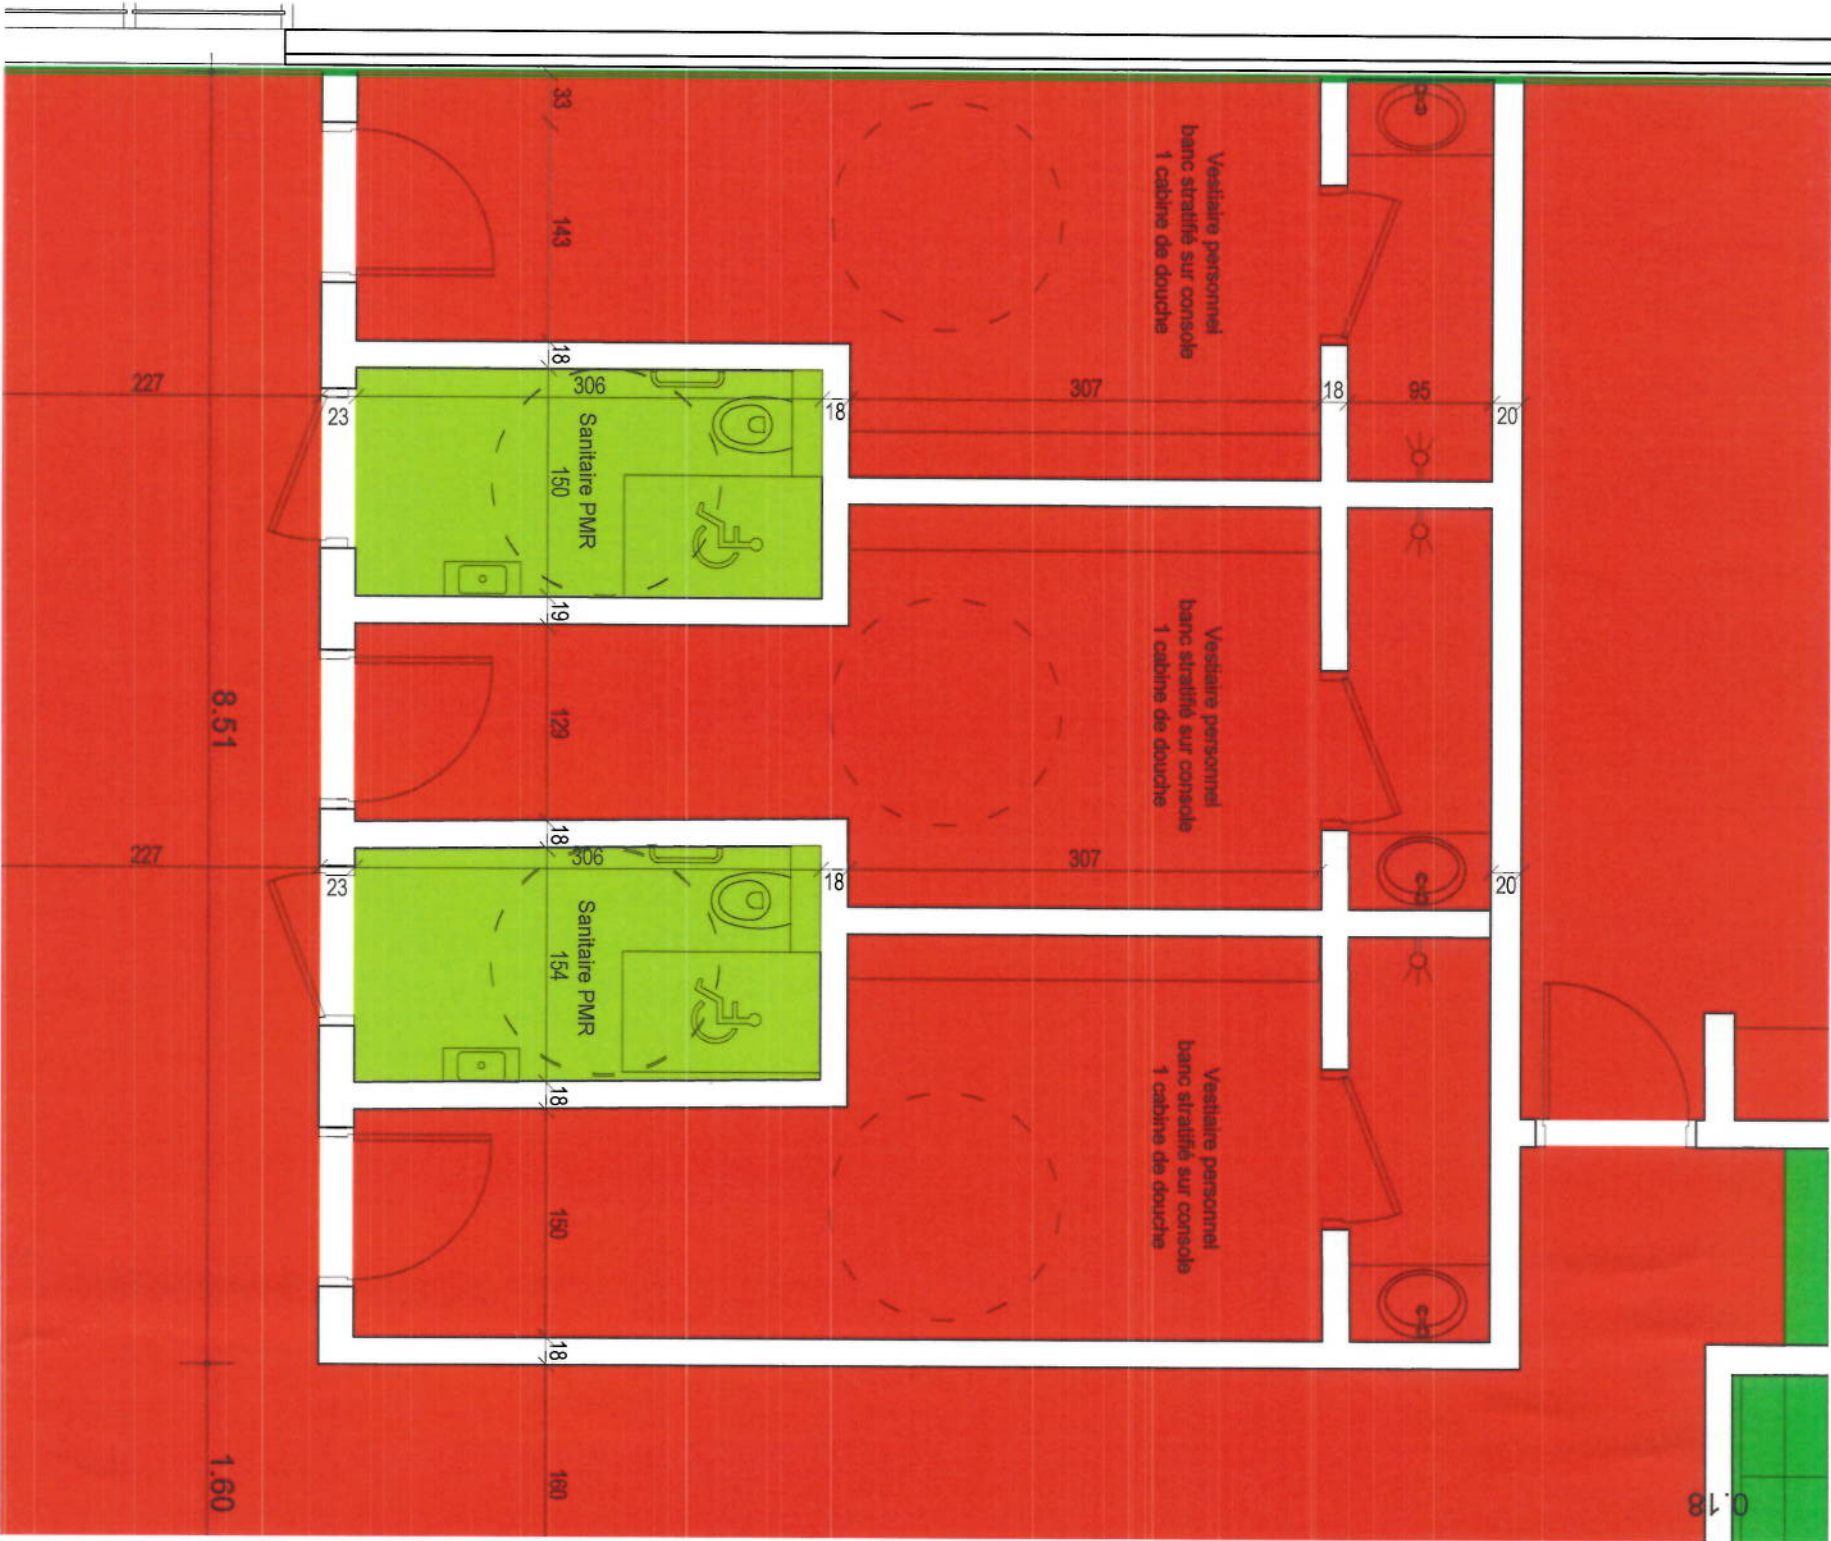 33
143
18
306
Sanitaire PMR
150
19
129
18
306
Sanitaire PMR
154
18
150
18
160
227
23
18
307
18
95
20
227
23
18
307
20
Vestiaire personnel
banc stratifié sur console
1 cabine de douche
Vestiaire personnel
banc stratifié sur console
1 cabine de douche
Vestiaire personnel
banc stratifié sur console
1 cabine de douche
8.51
1.60
0.18